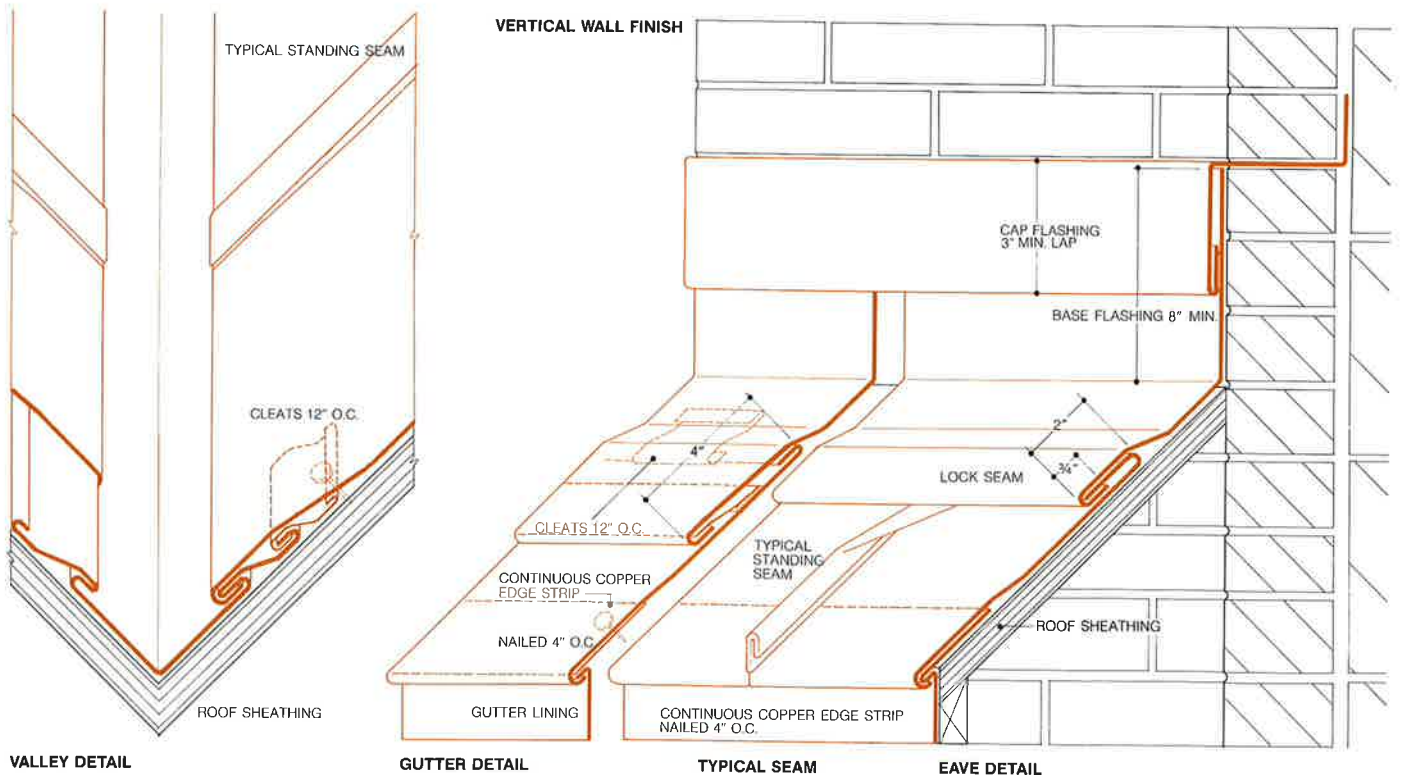 VERTICAL WALL FINISH
TYPICAL STANDING SEAM
CAP FLASHING
3" MIN. LAP
BASE FLASHING 8" MIN.
CLEATS 12" O.C.
4"
2"
3/4"
LOCK SEAM
CLEATS 12" O.C.
TYPICAL
STANDING
SEAM
CONTINUOUS COPPER
EDGE STRIP
NAILED 4" O.C.
ROOF SHEATHING
ROOF SHEATHING
GUTTER LINING
CONTINUOUS COPPER EDGE STRIP
NAILED 4" O.C.
VALLEY DETAIL
GUTTER DETAIL
TYPICAL SEAM
EAVE DETAIL